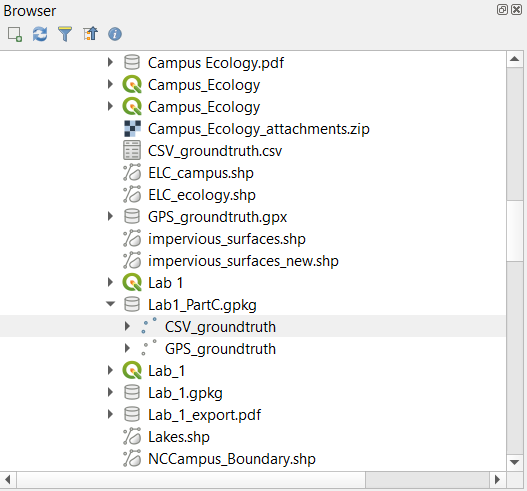 Browser
Campus Ecology.pdf
Campus_Ecology
Campus_Ecology
Campus_Ecology_attachments.zip
CSV_groundtruth.csv
ELC_campus.shp
ELC_ecology.shp
GPS_groundtruth.gpx
impervious_surfaces.shp
impervious_surfaces_new.shp
Lab 1
Lab1_PartC.gpkg
CSV_groundtruth
GPS_groundtruth
Lab_1
Lab_1.gpkg
Lab_1_export.pdf
Lakes.shp
NCCampus_Boundary.shp